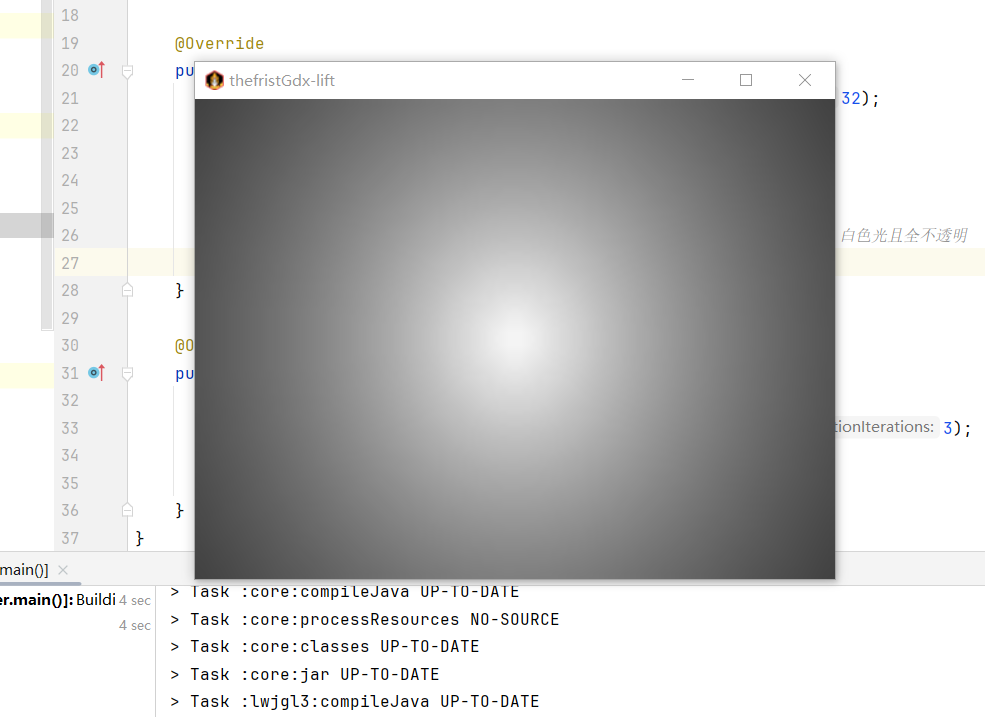 18
19 @Override
20 pu
thefristGdx-lift
21 32);
22
23
24
25
26 白色光且全不透明
27
28 }
29
30 @O
31 pu
32
33 tionIterations: 3);
34
35
36 }
37 }
main()]
er.main()]: Buildi 4 sec
4 sec
> Task :core:compileJava UP-TO-DATE
> Task :core:processResources NO-SOURCE
> Task :core:classes UP-TO-DATE
> Task :core:jar UP-TO-DATE
> Task :lwjgl3:compileJava UP-TO-DATE